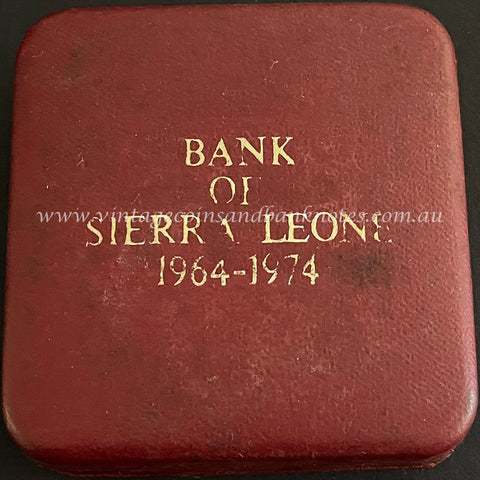 BANK
OF
www.vintagecoinsandbanknotes.com.au
SIERRA LEONE
1964-1974